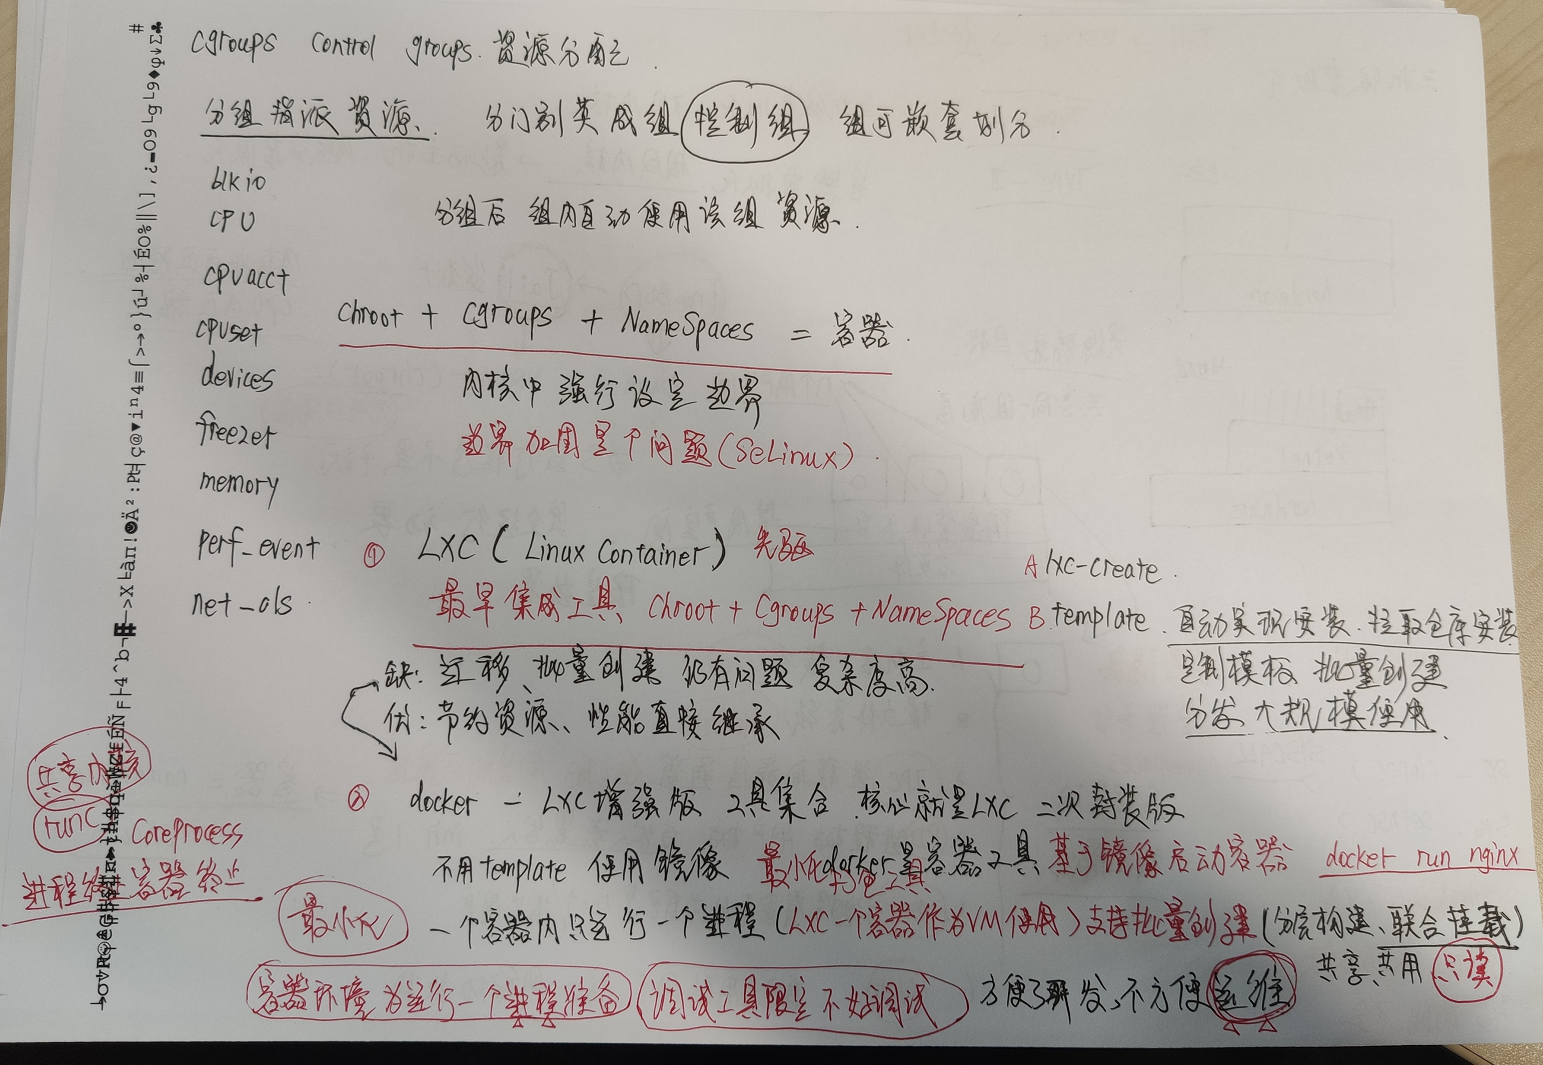 cgroups control groups. 资源分配
分组指派资源、 分门别类成组 控制组 组可嵌套划分
blkio
CPU 分组后 组内自动使用该组资源.
cpuacct
chroot + cgroups + NameSpaces = 容器.
cpuset
devices 内核中强行设定边界
freezer 边界加固是个问题(SeLinux).
memory
perf_event ① LXC ( Linux Container) 先驱 A lxc-create.
net_cls 最早集成工具 Chroot + Cgroups + NameSpaces B.template. 自动实现安装.拉取仓库安装
缺: 迁移、批量创建 仍有问题 复杂度高. 定制模板 批量创建
优: 节约资源、性能直接继承 分发 大规模使用.
共享内核
② docker — LXC增强版 工具集合 核心就是LXC 二次封装版
runC Coreprocess
不用template 使用镜像 最小化 docker是容器工具 基于镜像启动容器 docker run nginx
进程终止容器终止
最小化 一个容器内只运行一个进程(LXC一个容器作为VM使用)支持批量创建(分层构建、联合挂载)
共享共用 只读
容器环境为运行一个进程准备 调试工具限定不好调试 方便了研发,不方便运维